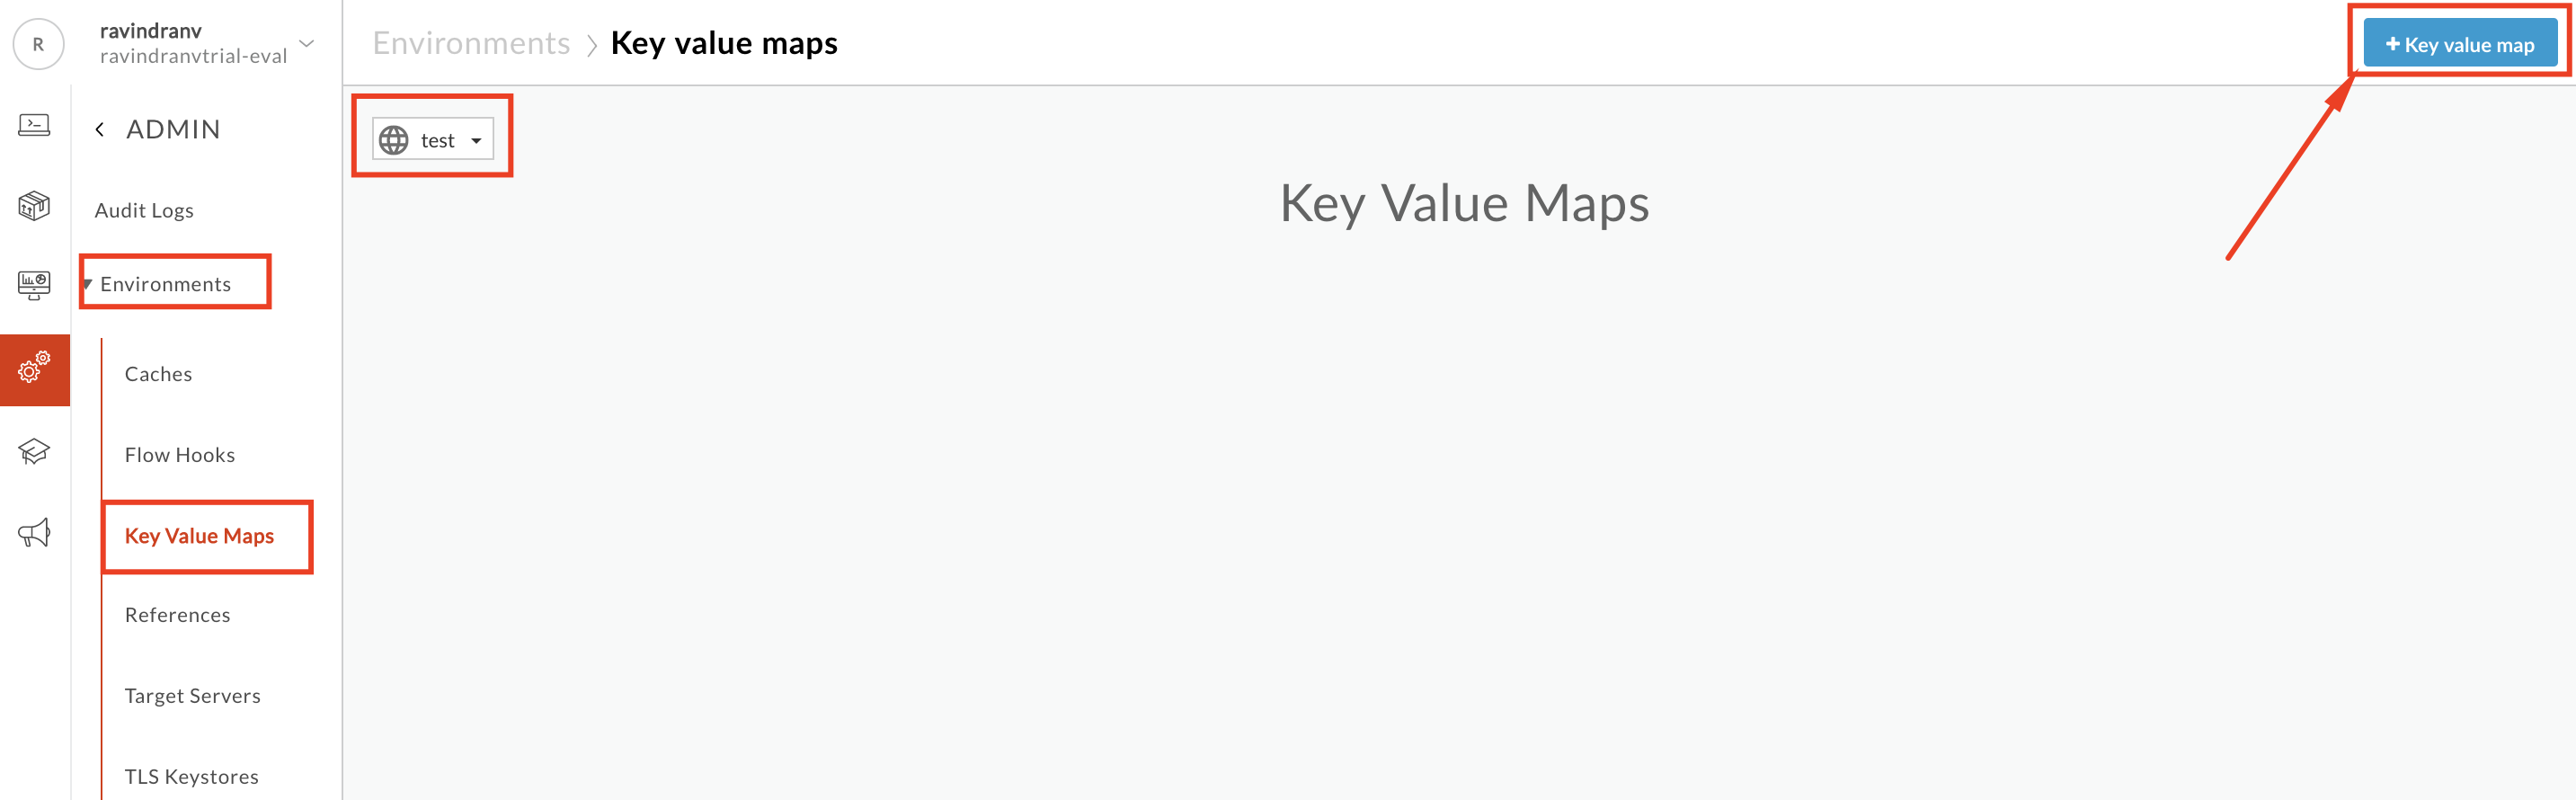 R
ravindranv
ravindranvtrial-eval
Environments > Key value maps
+ Key value map
ADMIN
test
Key Value Maps
Audit Logs
Environments
Caches
Flow Hooks
Key Value Maps
References
Target Servers
TLS Keystores